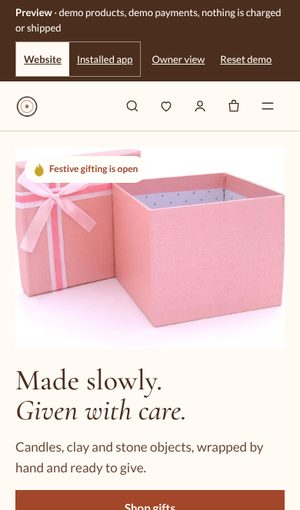 Preview · demo products, demo payments, nothing is charged
or shipped
Website Installed app Owner view Reset demo
Festive gifting is open
Made slowly.
Given with care.
Candles, clay and stone objects, wrapped by
hand and ready to give.
Shop gifts